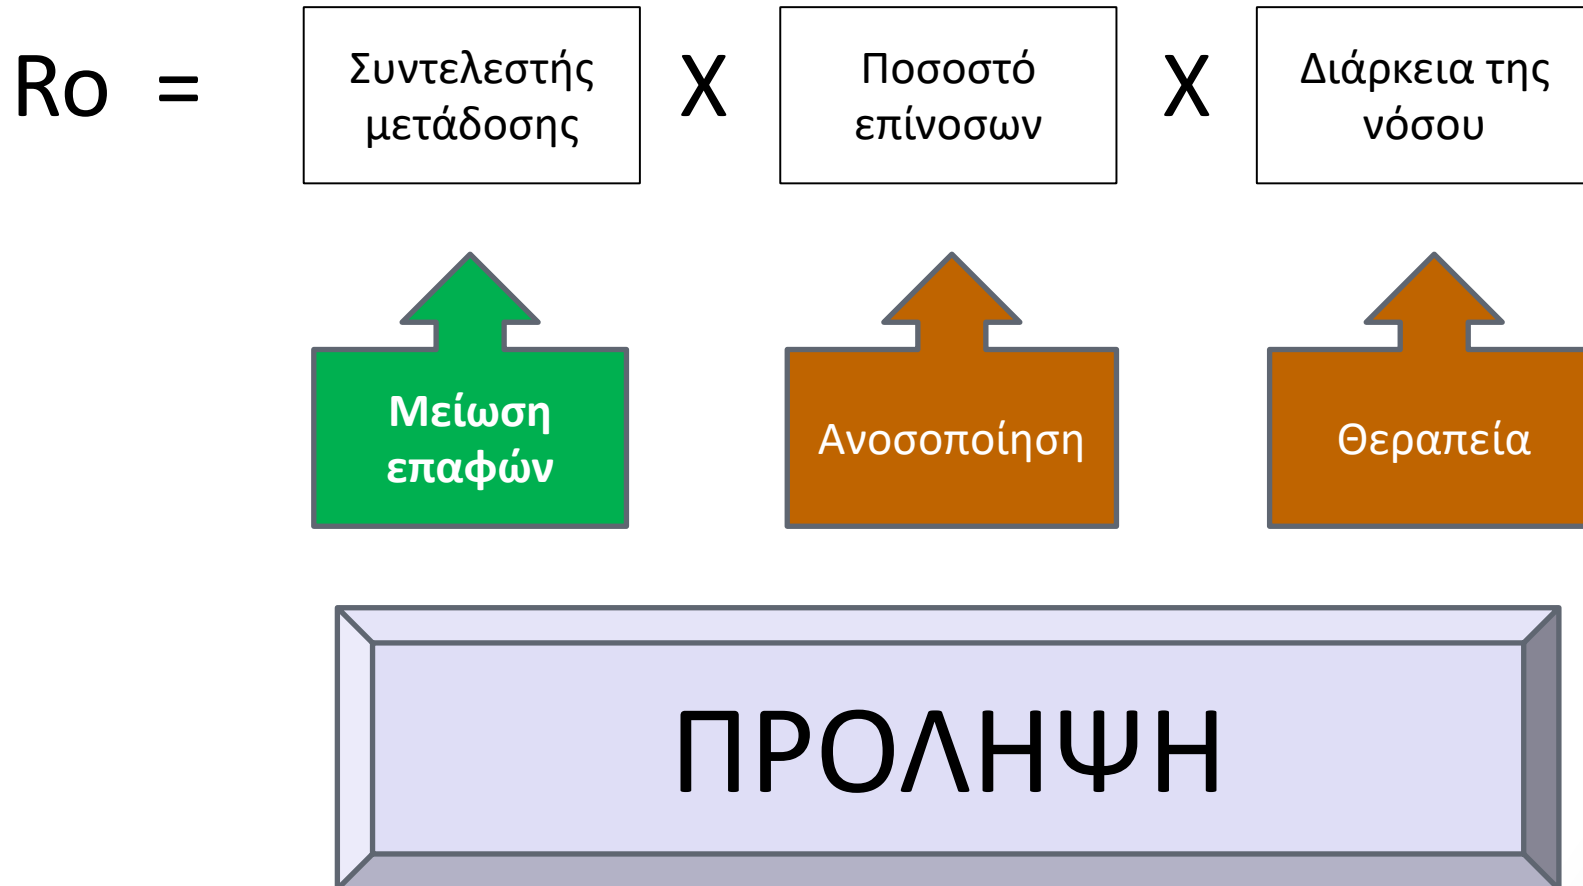 Ro = Συντελεστής μετάδοσης X Ποσοστό επίνοσων X Διάρκεια της νόσου
Μείωση επαφών
Ανοσοποίηση
Θεραπεία
ΠΡΟΛΗΨΗ